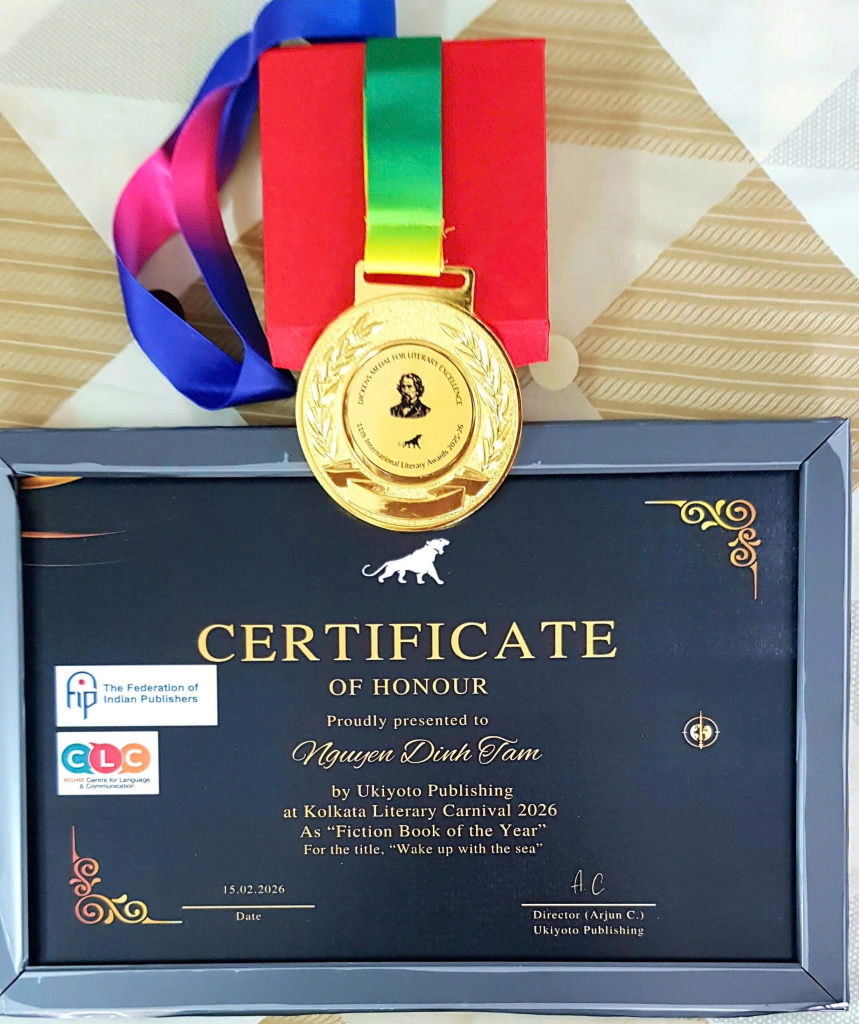 DICKENS MEDAL FOR LITERARY EXCELLENCE
11th International Literary Awards 2025-26
CERTIFICATE
OF HONOUR
fip The Federation of
Indian Publishers
Proudly presented to
Nguyen Dinh Tam
CLC
NSHM Centre for Language
& Communication
by Ukiyoto Publishing
at Kolkata Literary Carnival 2026
As “Fiction Book of the Year”
For the title, “Wake up with the sea”
15.02.2026
Date
A. C.
Director (Arjun C.)
Ukiyoto Publishing